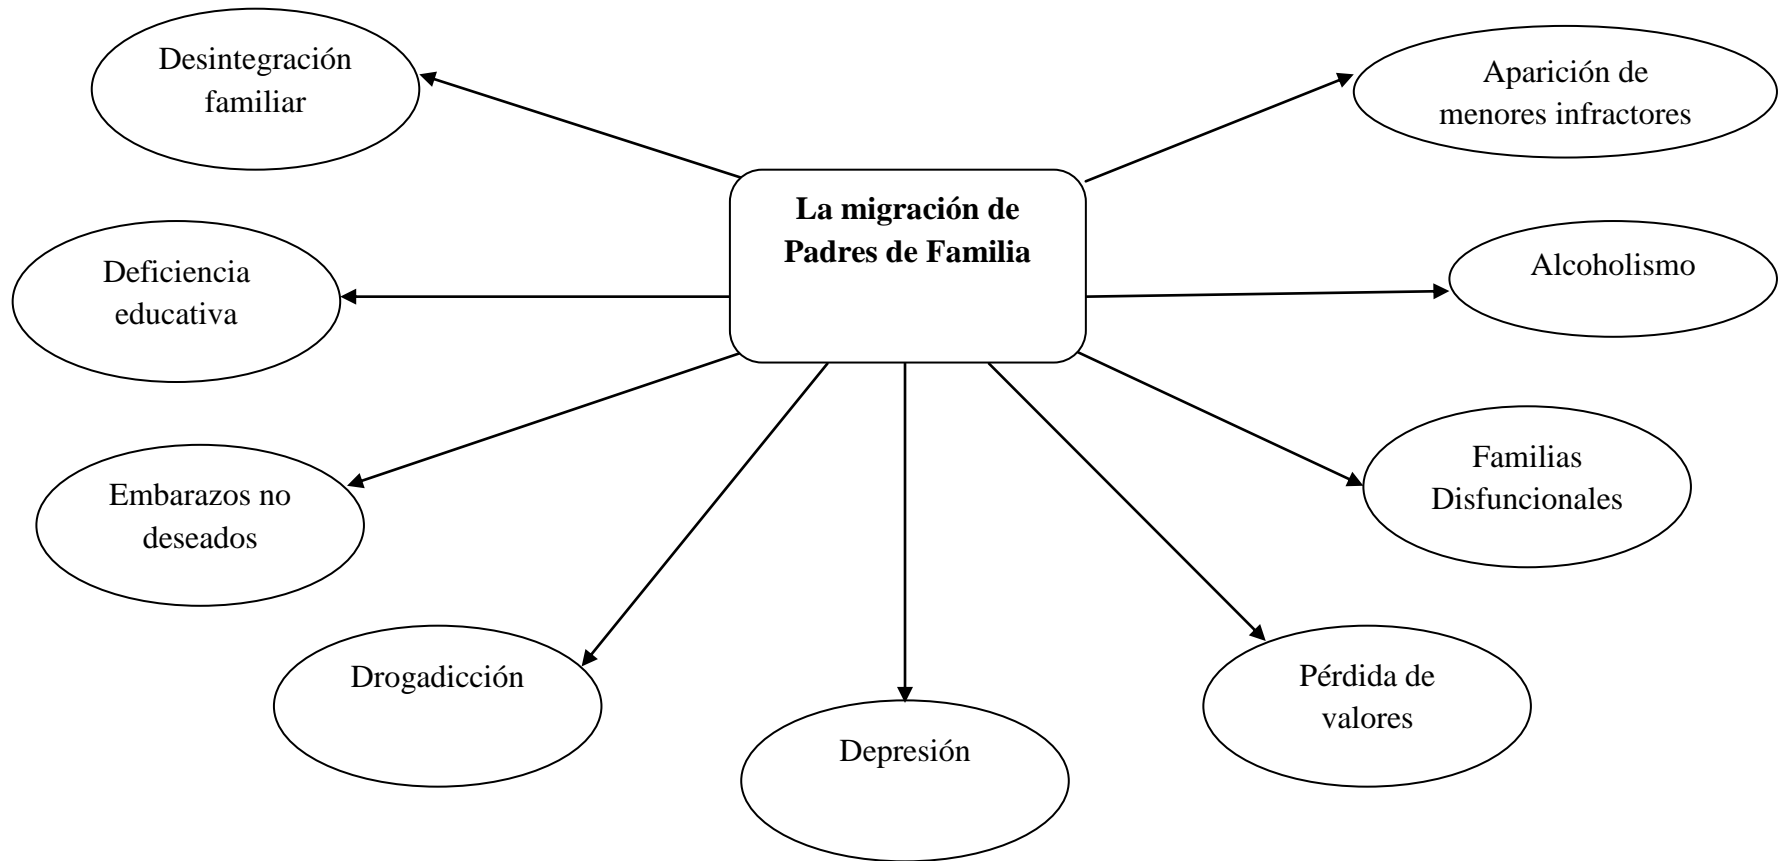 Desintegración
familiar
Aparición de
menores infractores
La migración de
Padres de Familia
Deficiencia
educativa
Alcoholismo
Embarazos no
deseados
Familias
Disfuncionales
Drogadicción
Depresión
Pérdida de
valores